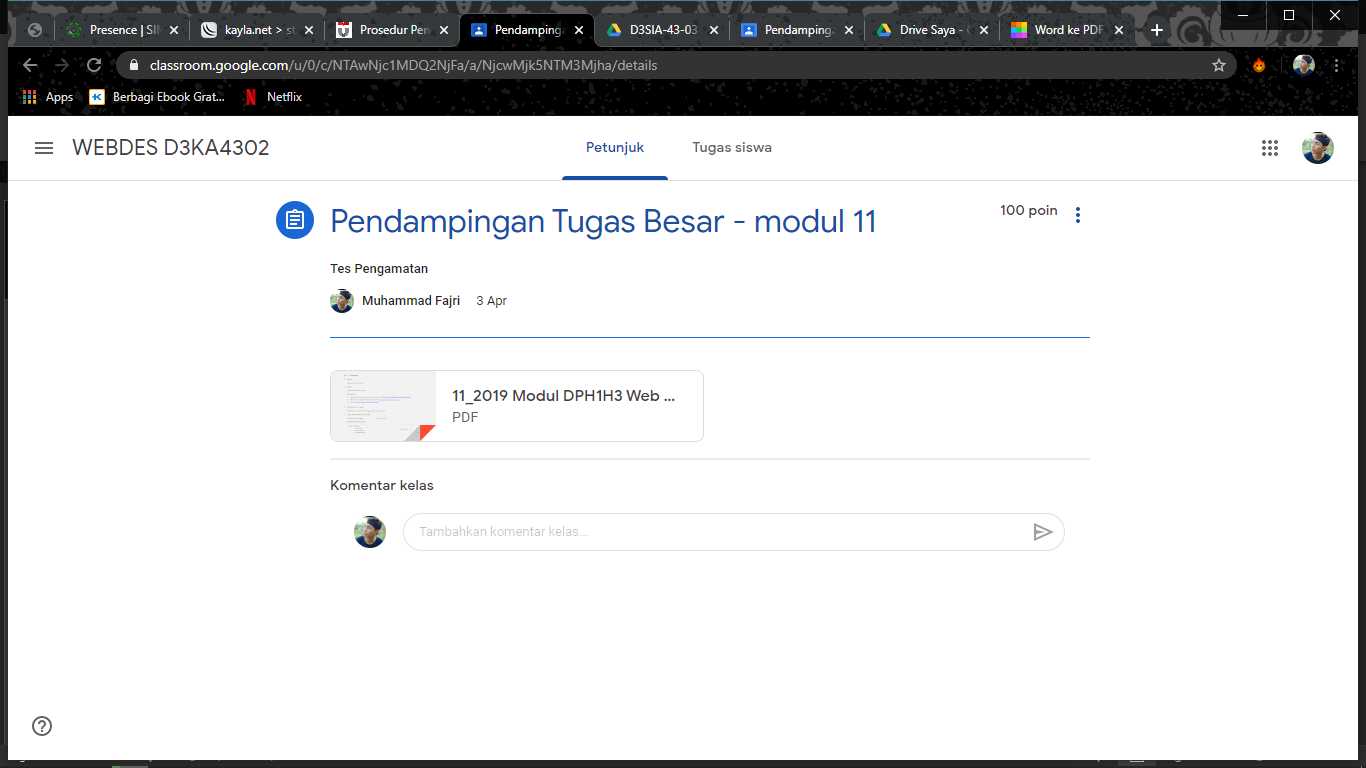 Presence | SI
kayla.net > st
Prosedur Pen
Pendamping
D3SIA-43-03
Pendamping
Drive Saya - G
Word ke PDF
classroom.google.com/u/0/c/NTAwNjc1MDQ2NjFa/a/NjcwMjk5NTM3Mjha/details
Apps
Berbagi Ebook Grat...
Netflix
WEBDES D3KA4302
Petunjuk
Tugas siswa
Pendampingan Tugas Besar - modul 11
100 poin
Tes Pengamatan
Muhammad Fajri 3 Apr
11_2019 Modul DPH1H3 Web ...
PDF
Komentar kelas
Tambahkan komentar kelas...